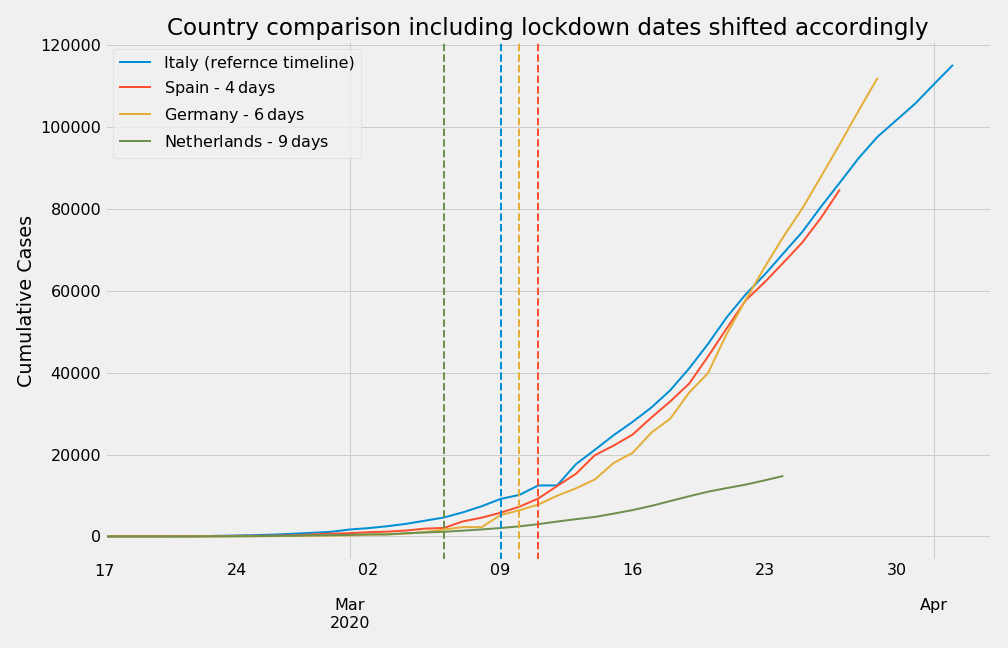 Country comparison including lockdown dates shifted accordingly
120000
100000
80000
60000
40000
20000
0
Cumulative Cases
Italy (refernce timeline)
Spain - 4 days
Germany - 6 days
Netherlands - 9 days
17 24 02 09 16 23 30
Mar Apr
2020